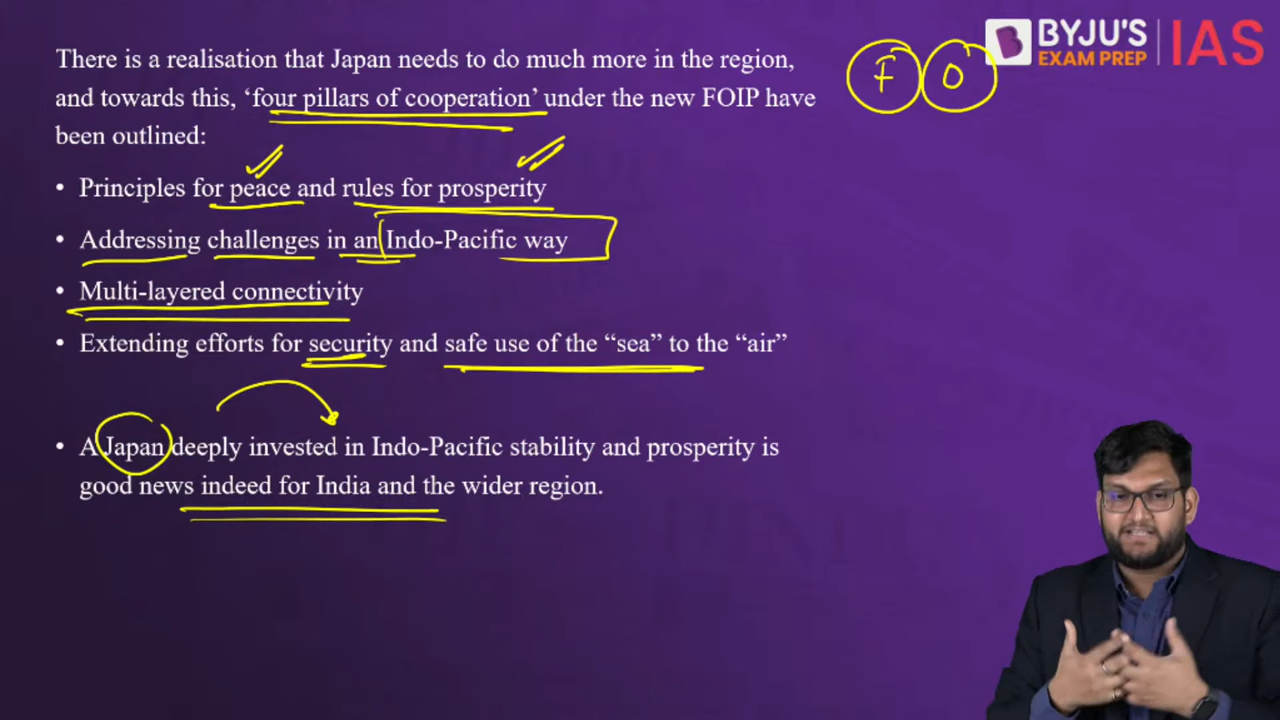 There is a realisation that Japan needs to do much more in the region,
and towards this, ‘four pillars of cooperation’ under the new FOIP have
been outlined:
• Principles for peace and rules for prosperity
• Addressing challenges in an Indo-Pacific way
• Multi-layered connectivity
• Extending efforts for security and safe use of the “sea” to the “air”
• A Japan deeply invested in Indo-Pacific stability and prosperity is
good news indeed for India and the wider region.
F O
BYJU'S
EXAM PREP
IAS